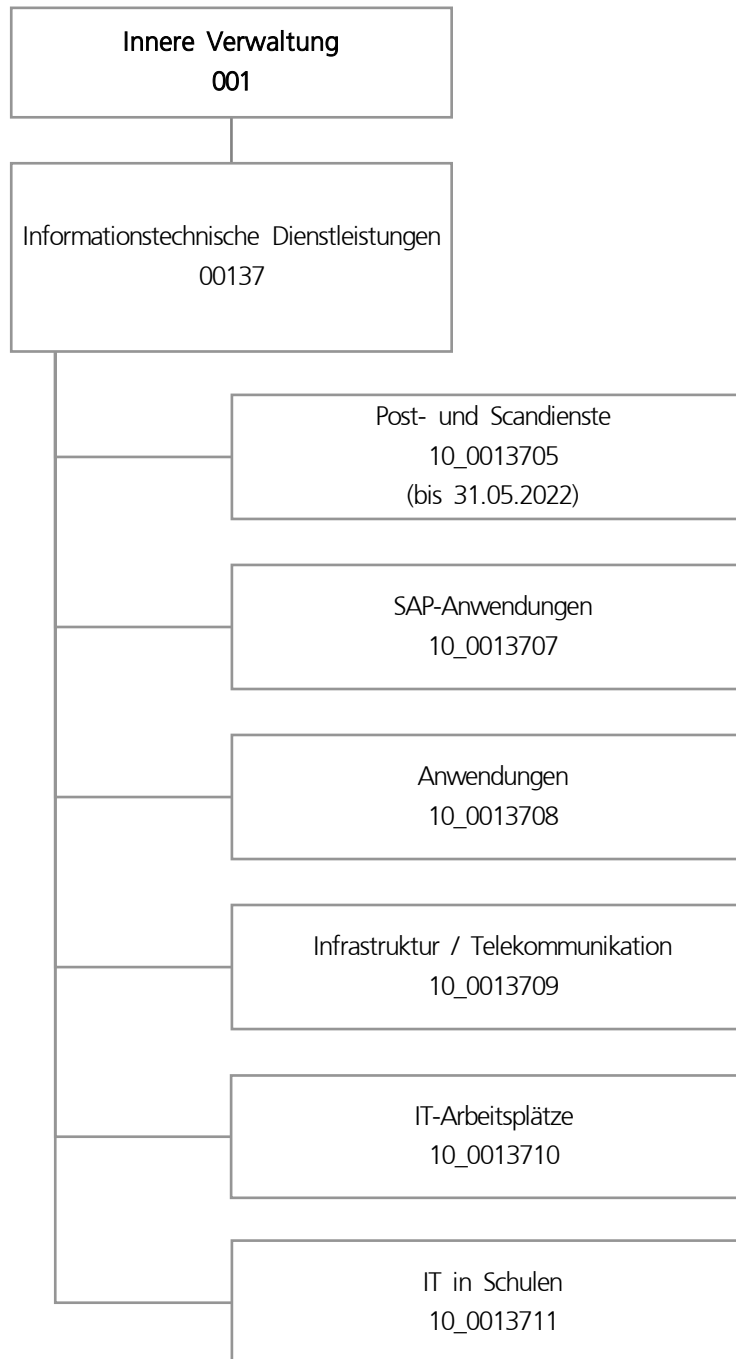 Innere Verwaltung
001
Informationstechnische Dienstleistungen
00137
Post- und Scandienste
10_0013705
(bis 31.05.2022)
SAP-Anwendungen
10_0013707
Anwendungen
10_0013708
Infrastruktur / Telekommunikation
10_0013709
IT-Arbeitsplätze
10_0013710
IT in Schulen
10_0013711